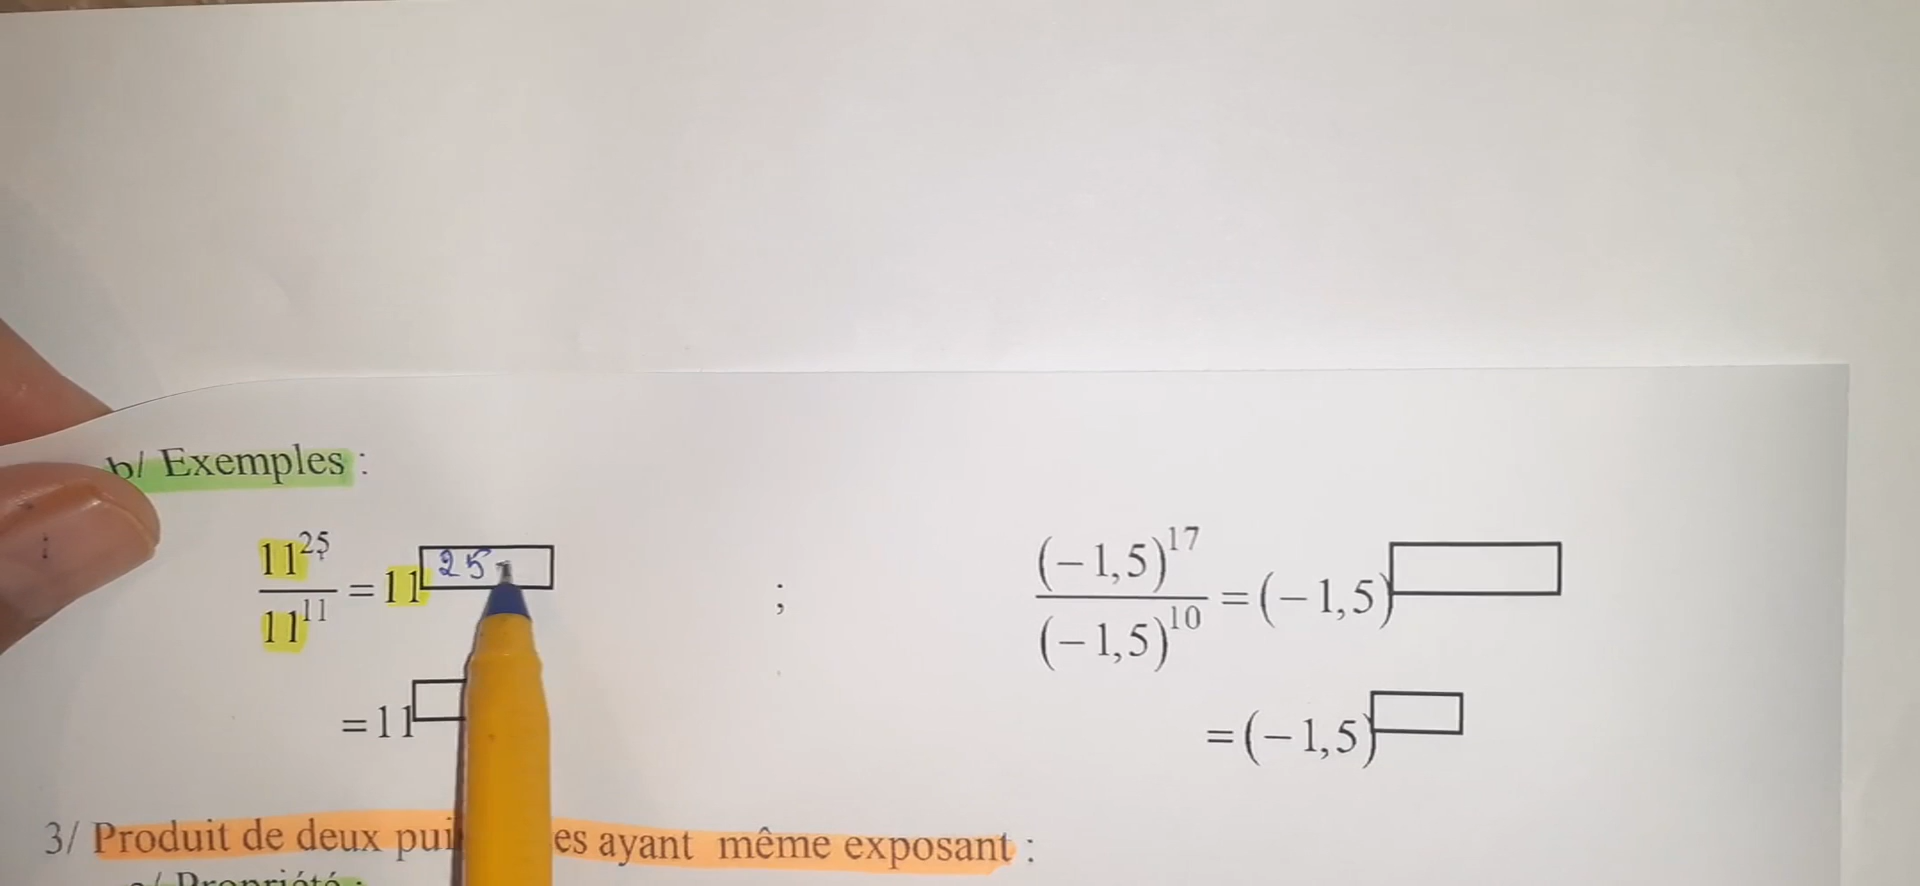 b/ Exemples :
11^25 / 11^11 = 11^25- ; (-1,5)^17 / (-1,5)^10 = (-1,5)
= 11 = (-1,5)
3/ Produit de deux es ayant même exposant :